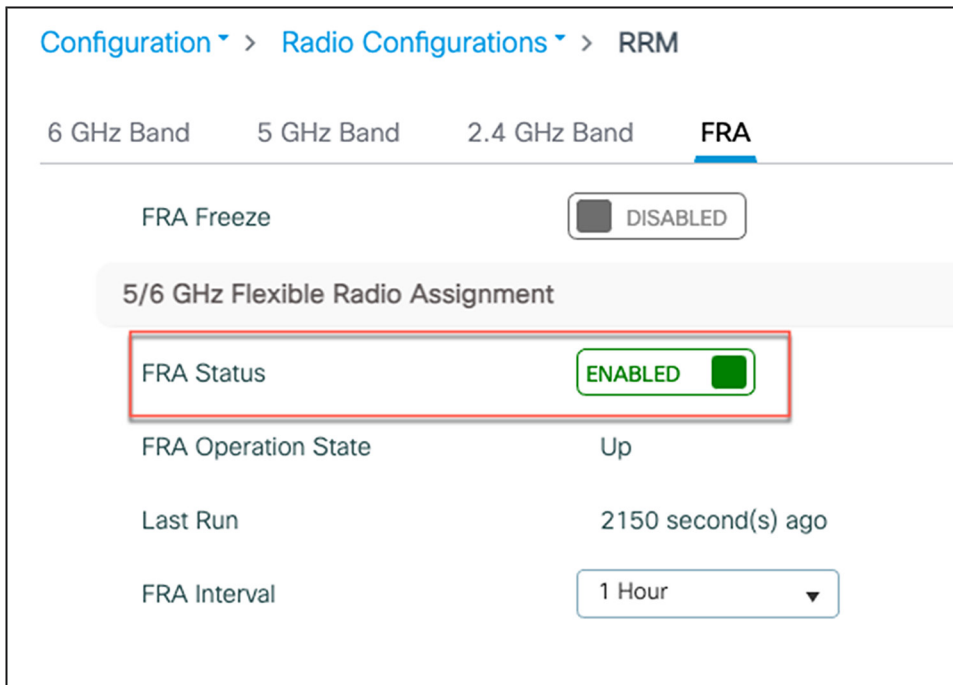 Configuration > Radio Configurations > RRM
6 GHz Band 5 GHz Band 2.4 GHz Band FRA
FRA Freeze DISABLED
5/6 GHz Flexible Radio Assignment
FRA Status ENABLED
FRA Operation State Up
Last Run 2150 second(s) ago
FRA Interval 1 Hour